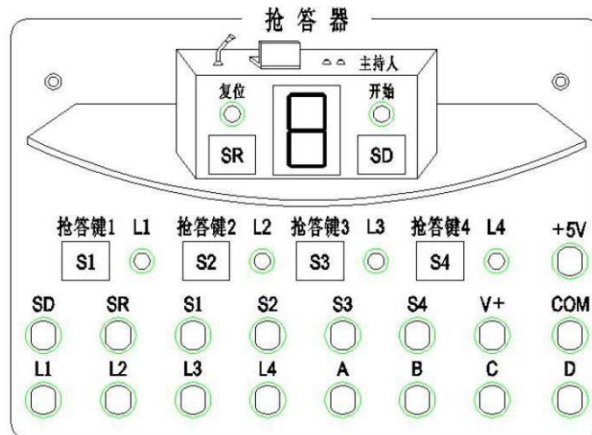 抢答器
主持人
复位 开始
SR SD
抢答键1 L1 抢答键2 L2 抢答键3 L3 抢答键4 L4 +5V
S1 S2 S3 S4
SD SR S1 S2 S3 S4 V+ COM
L1 L2 L3 L4 A B C D